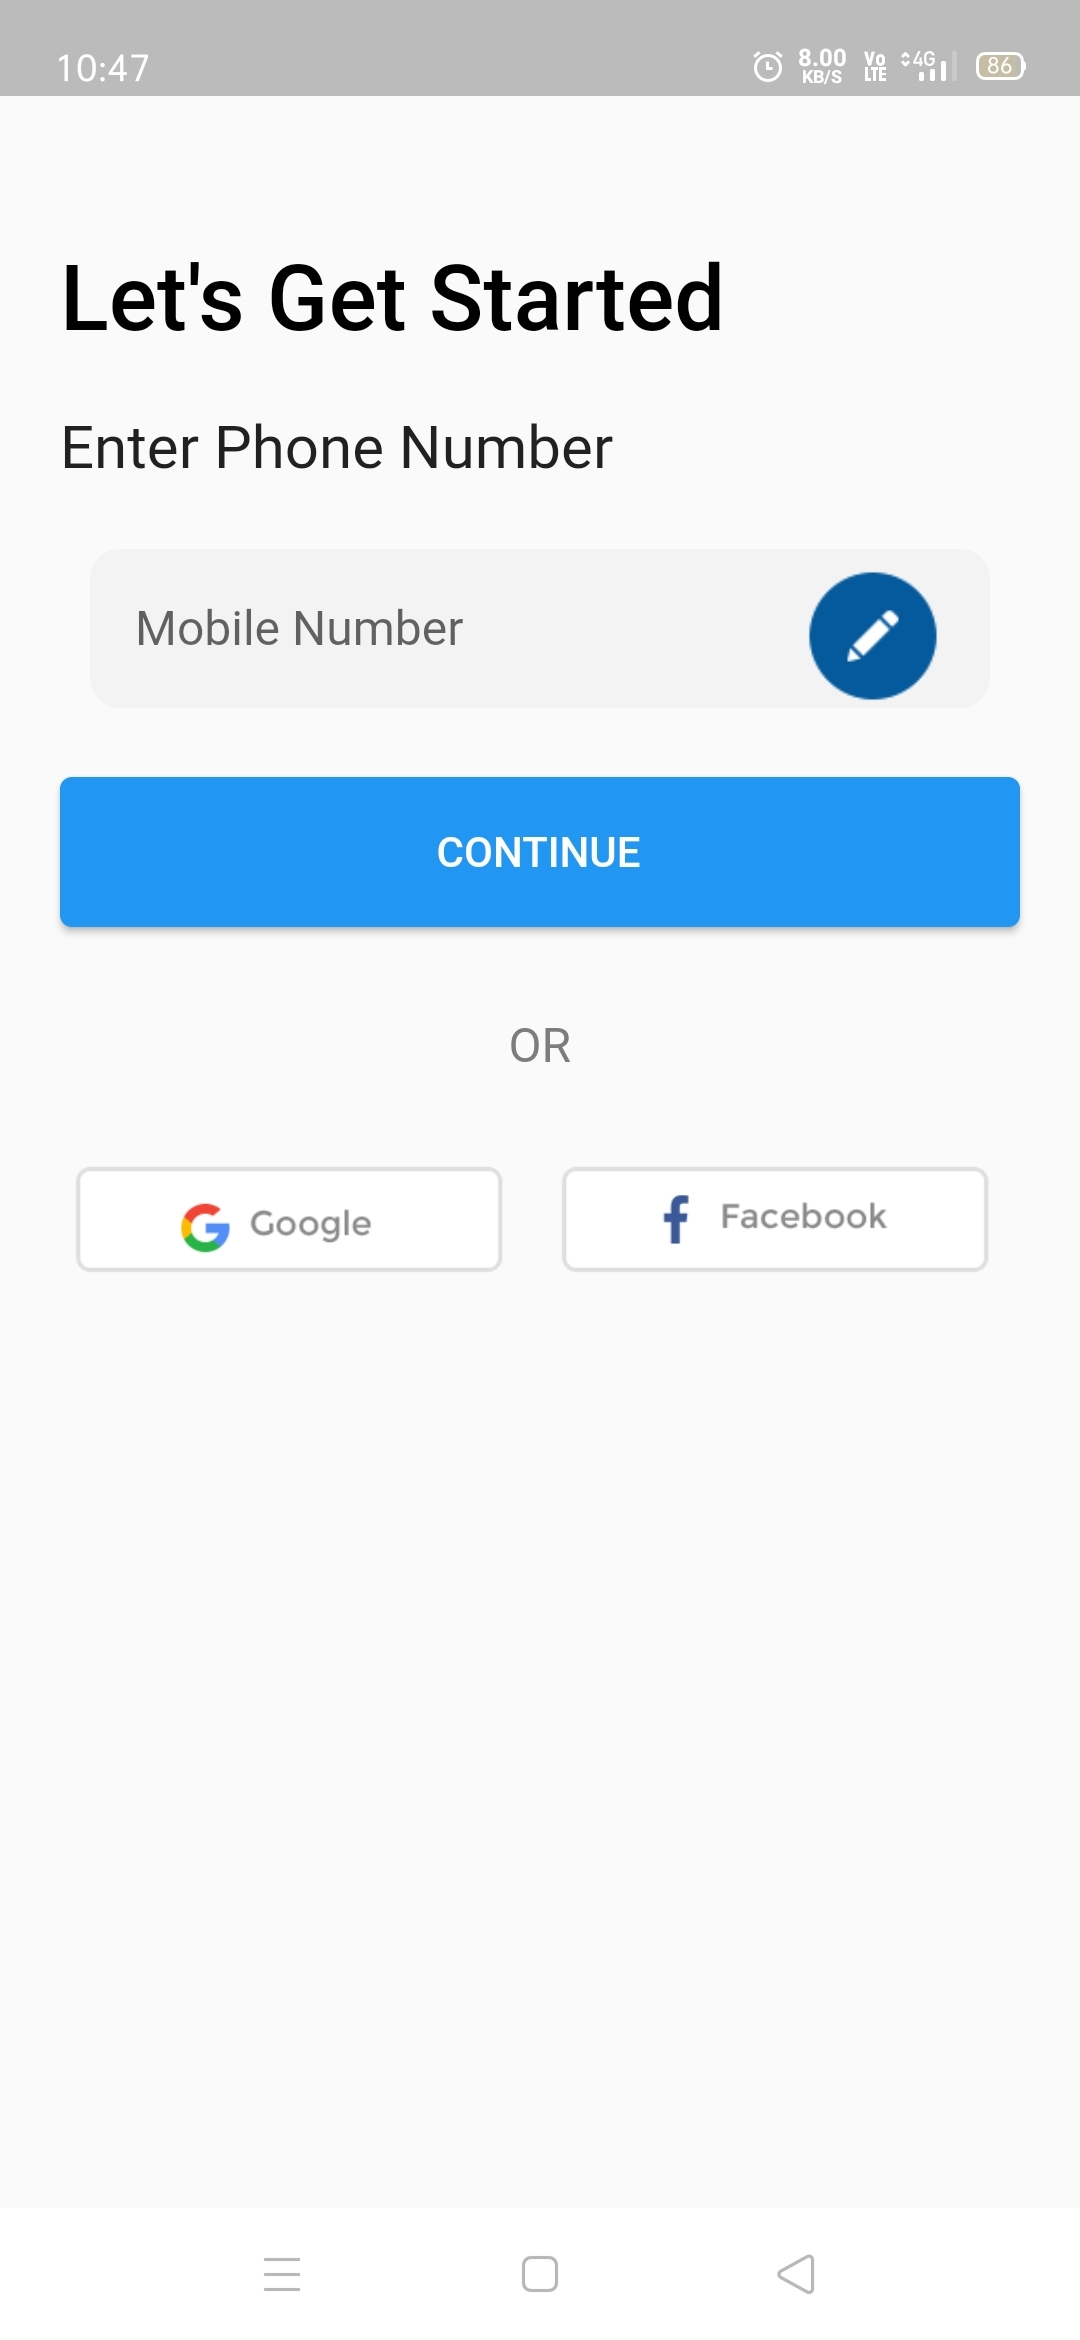 10:47
8.00 KB/S Vo LTE 4G 86
Let's Get Started
Enter Phone Number
Mobile Number
CONTINUE
OR
Google
Facebook